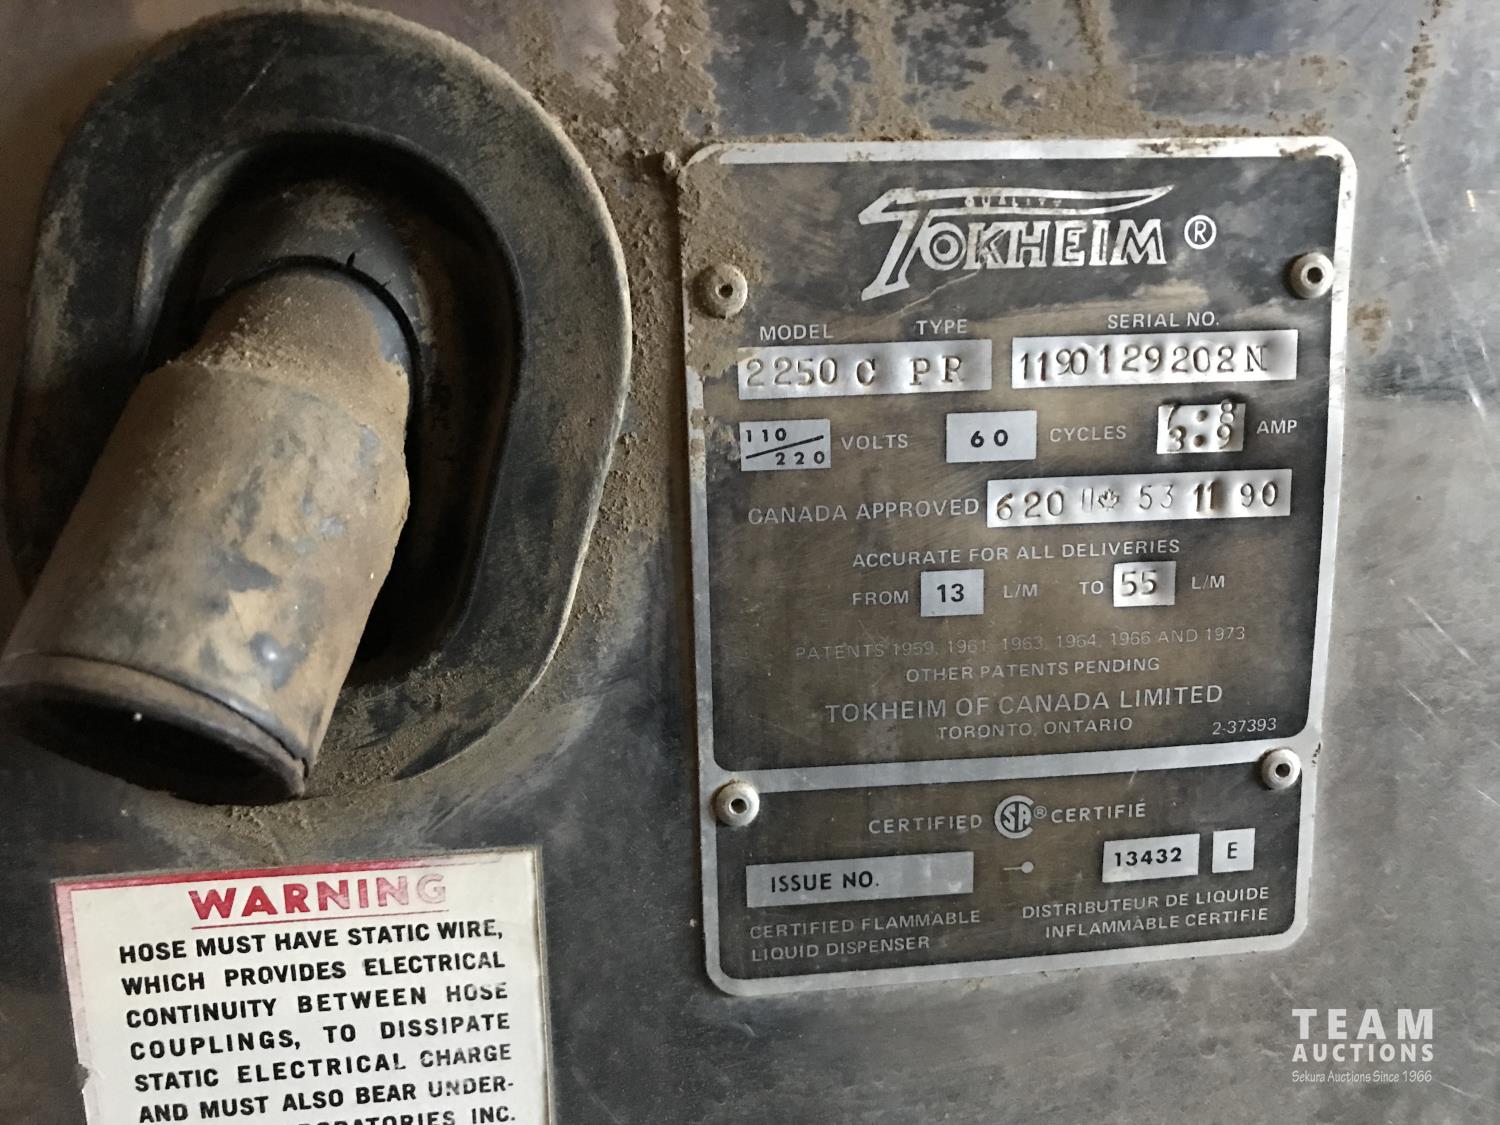 QUALITY
TOKHEIM ®
MODEL TYPE SERIAL NO.
2250 C PR 1190129208N
110/220 VOLTS 60 CYCLES 7.8 3.9 AMP
CANADA APPROVED 620 53 11 90
ACCURATE FOR ALL DELIVERIES
FROM 13 L/M TO 55 L/M
PATENTS 1959, 1961, 1963, 1964, 1966 AND 1973
OTHER PATENTS PENDING
TOKHEIM OF CANADA LIMITED
TORONTO, ONTARIO 2-37393
CERTIFIED SA ® CERTIFIÉ
ISSUE NO. 13432 E
CERTIFIED FLAMMABLE
LIQUID DISPENSER
DISTRIBUTEUR DE LIQUIDE
INFLAMMABLE CERTIFIE
WARNING
HOSE MUST HAVE STATIC WIRE,
WHICH PROVIDES ELECTRICAL
CONTINUITY BETWEEN HOSE
COUPLINGS, TO DISSIPATE
STATIC ELECTRICAL CHARGE
AND MUST ALSO BEAR UNDER-
INC.
TEAM
AUCTIONS
Sekura Auctions Since 1966